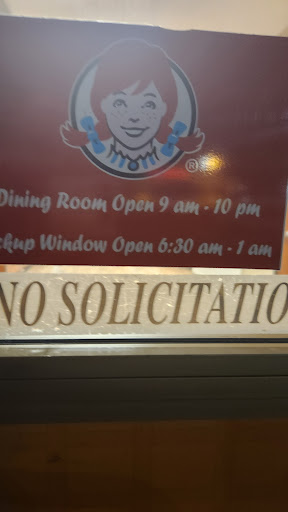 ®
Dining Room Open 9 am - 10 pm
ckup Window Open 6:30 am - 1 am
NO SOLICITATIO